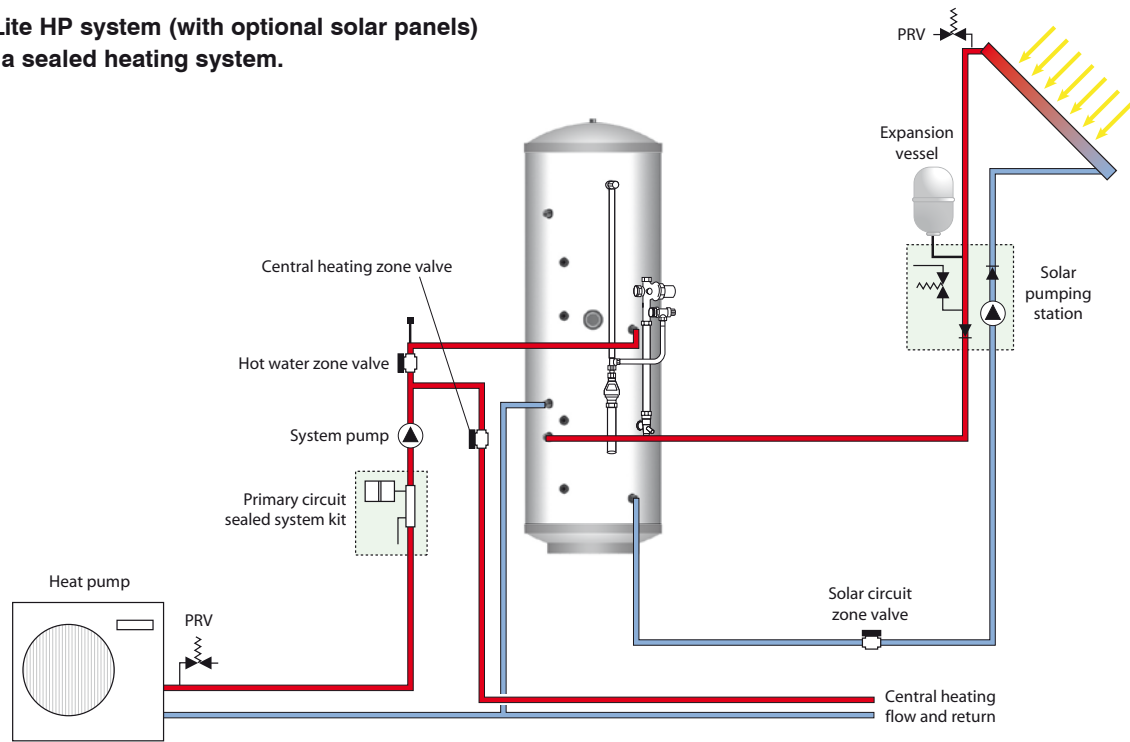 Lite HP system (with optional solar panels)
a sealed heating system.
PRV
Expansion
vessel
Central heating zone valve
Solar
pumping
station
Hot water zone valve
System pump
Primary circuit
sealed system kit
Heat pump
PRV
Solar circuit
zone valve
Central heating
flow and return